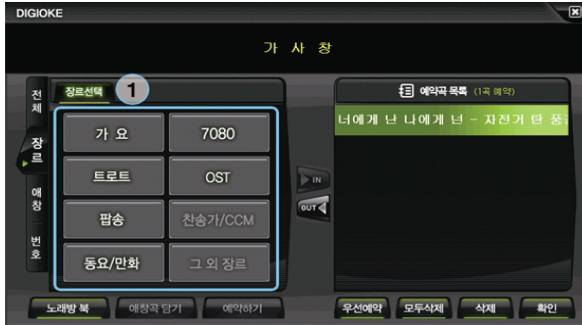 DIGIOKE
가 사 창
전체
장르
애창
번호
장르선택
1
가 요
7080
트로트
OST
팝송
찬송가/CCM
동요/만화
그 외 장르
IN
OUT
예약곡 목록 (1곡 예약)
너에게 난 나에게 넌 - 자전거 탄 풍
노래방 북
애창곡 담기
예약하기
우선예약
모두삭제
삭제
확인